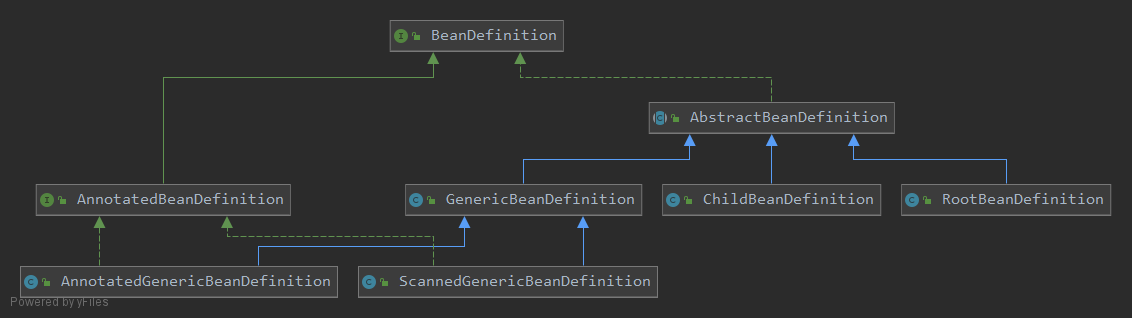 BeanDefinition
AbstractBeanDefinition
AnnotatedBeanDefinition
GenericBeanDefinition
ChildBeanDefinition
RootBeanDefinition
AnnotatedGenericBeanDefinition
ScannedGenericBeanDefinition
Powered by yFiles